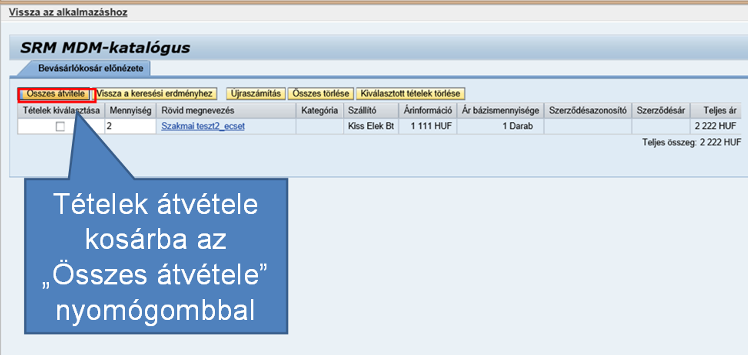 Vissza az alkalmazáshoz
SRM MDM-katalógus
Bevásárlókosár előnézete
Összes átvitele Vissza a keresési erdményhez Újraszámítás Összes törlése Kiválasztott tételek törlése
Tételek kiválasztása Mennyiség Rövid megnevezés Kategória Szállító Árinformáció Ár bázismennyisége Szerződésazonosító Szerződésár Teljes ár
2 Szakmai teszt2_ecset Kiss Elek Bt 1 111 HUF 1 Darab 2 222 HUF
Teljes összeg: 2 222 HUF
Tételek átvétele
kosárba az
„Összes átvétele”
nyomógombbal